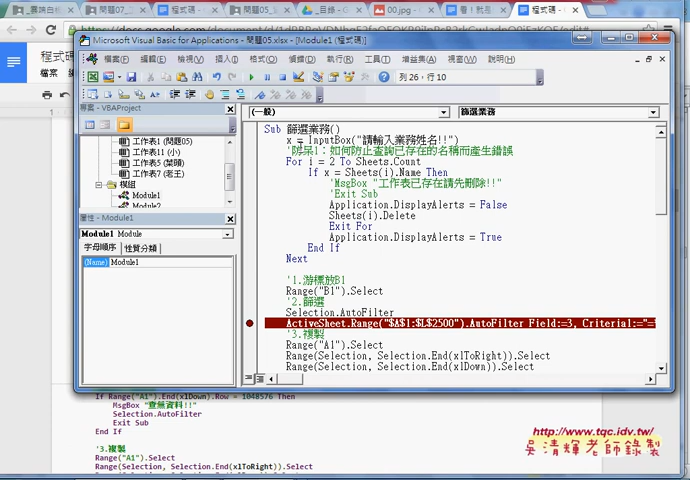 Microsoft Visual Basic for Applications - 問題05.xlsx - [Module1 (程式碼)]
檔案(F) 編輯(E) 檢視(V) 插入(I) 格式(O) 偵錯(D) 執行(R) 工具(T) 增益集(A) 視窗(W) 說明(H)
列 26, 行 10
專案 - VBAProject
工作表1 (問題05)
工作表11 (小)
工作表5 (菜頭)
工作表7 (老王)
模組
Module1
Module2
屬性 - Module1
Module1 Module
字母順序 性質分類
(Name) Module1
(一般) 篩選業務
Sub 篩選業務()
x = InputBox("請輸入業務姓名!!")
'防呆1：如何防止查詢已存在的名稱而產生錯誤
For i = 2 To Sheets.Count
If x = Sheets(i).Name Then
'MsgBox "工作表已存在請先刪除!!"
'Exit Sub
Application.DisplayAlerts = False
Sheets(i).Delete
Exit For
Application.DisplayAlerts = True
End If
Next
'1.游標放B1
Range("B1").Select
'2.篩選
Selection.AutoFilter
ActiveSheet.Range("$A$1:$L$2500").AutoFilter Field:=3, Criteria1:="=
'3.複製
Range("A1").Select
Range(Selection, Selection.End(xlToRight)).Select
Range(Selection, Selection.End(xlDown)).Select
If Range("A1").End(xlDown).Row = 1048576 Then
MsgBox "查無資料!!"
Selection.AutoFilter
Exit Sub
End If
'3.複製
Range("A1").Select
Range(Selection, Selection.End(xlToRight)).Select
http://www.tqc.idv.tw/
吳清輝老師錄製